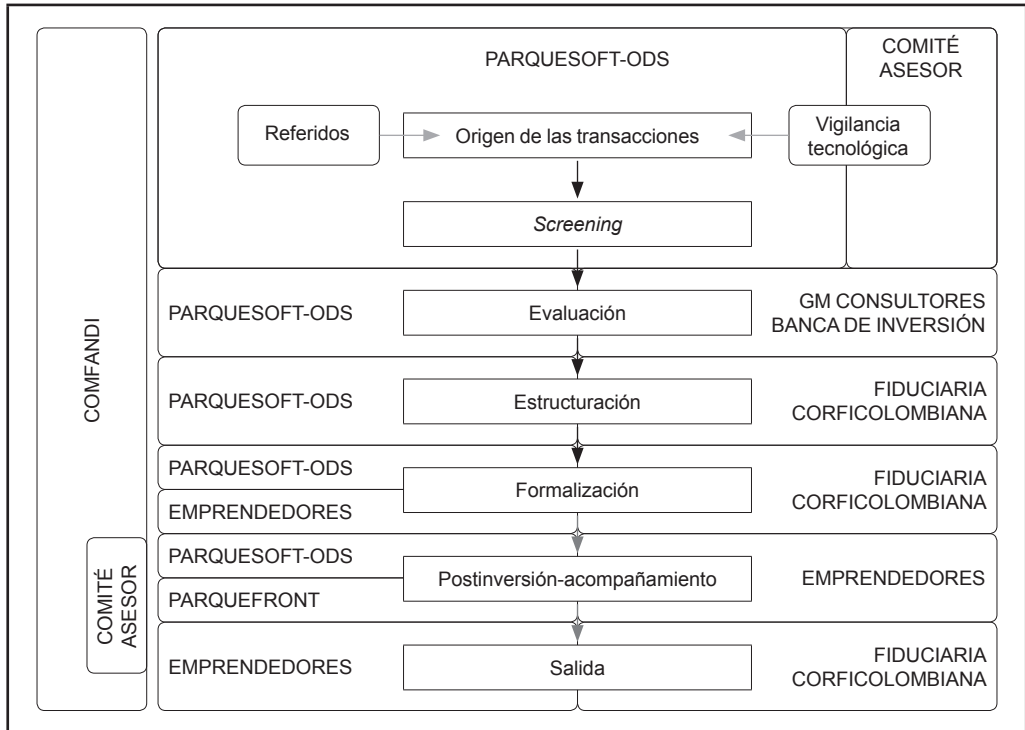 PARQUESOFT-ODS
COMITÉ
ASESOR
Referidos
Origen de las transacciones
Vigilancia
tecnológica
Screening
COMFANDI
PARQUESOFT-ODS
Evaluación
GM CONSULTORES
BANCA DE INVERSIÓN
PARQUESOFT-ODS
Estructuración
FIDUCIARIA
CORFICOLOMBIANA
PARQUESOFT-ODS
EMPRENDEDORES
Formalización
FIDUCIARIA
CORFICOLOMBIANA
COMITÉ
ASESOR
PARQUESOFT-ODS
PARQUEFRONT
Postinversión-acompañamiento
EMPRENDEDORES
EMPRENDEDORES
Salida
FIDUCIARIA
CORFICOLOMBIANA